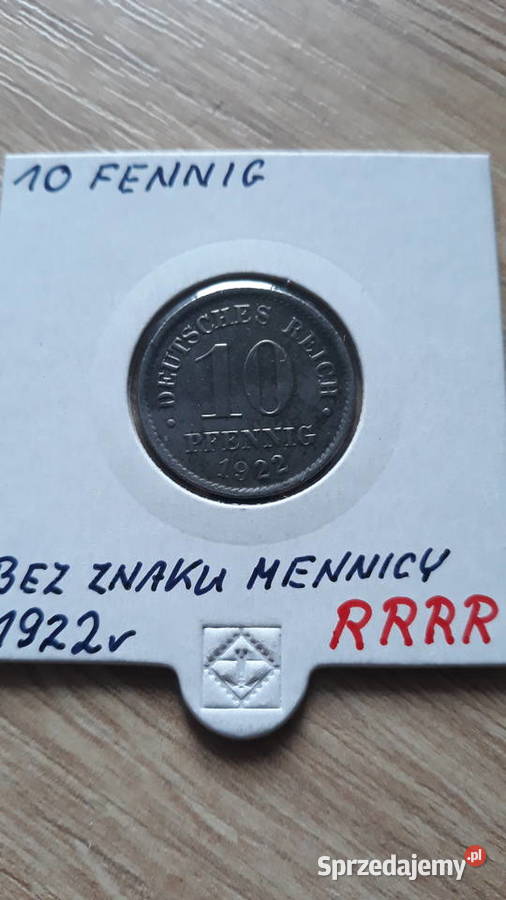 10 FENNIG
· DEUTSCHES REICH ·
10
PFENNIG
1922
BEZ ZNAKU MENNICY
1922r
RRRR
Sprzedajemy.pl